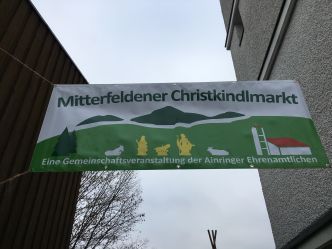 Mitterfeldener Christkindlmarkt
Eine Gemeinschaftsveranstaltung der Ainringer Ehrenamtlichen